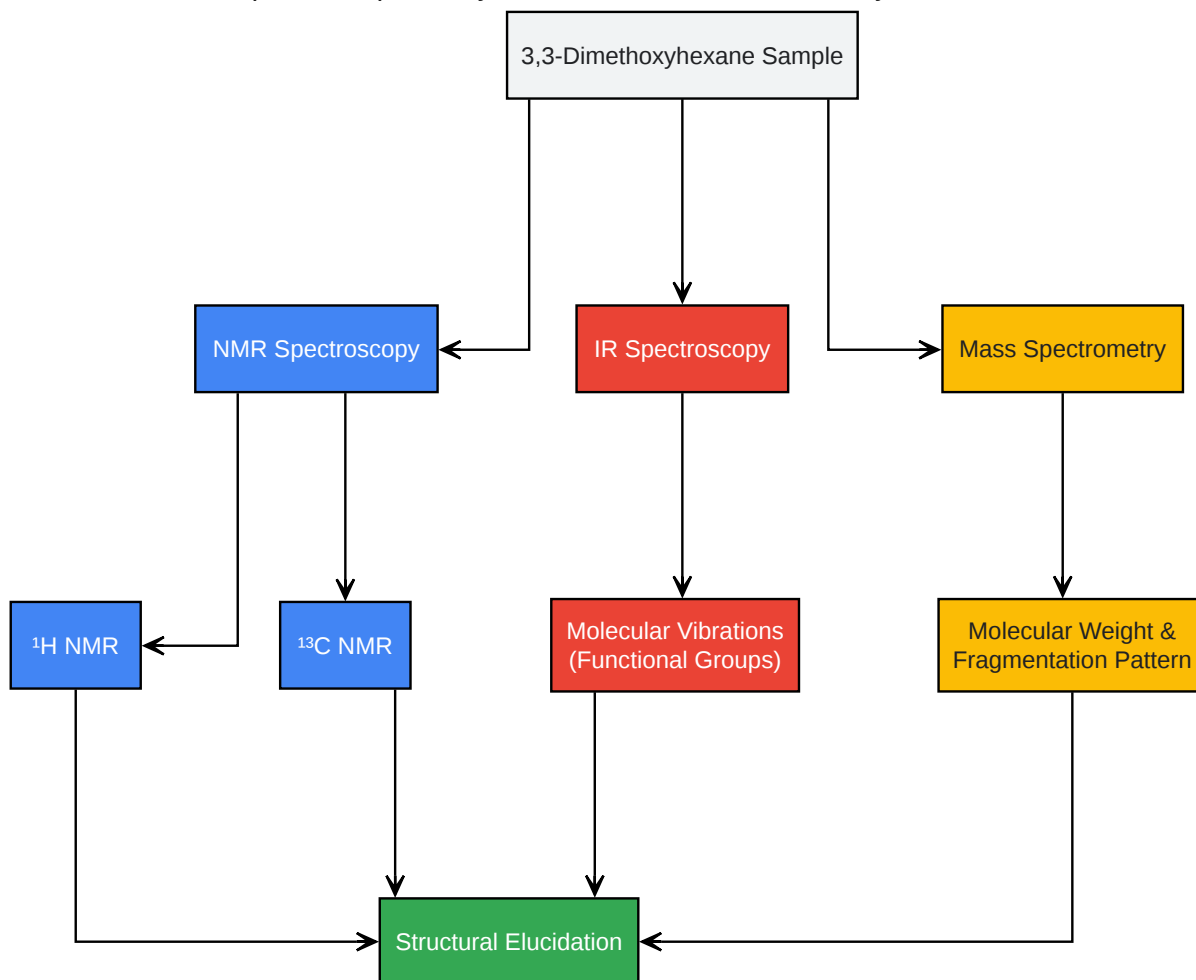 3,3-Dimethoxyhexane Sample
NMR Spectroscopy
IR Spectroscopy
Mass Spectrometry
¹H NMR
¹³C NMR
Molecular Vibrations
(Functional Groups)
Molecular Weight &
Fragmentation Pattern
Structural Elucidation